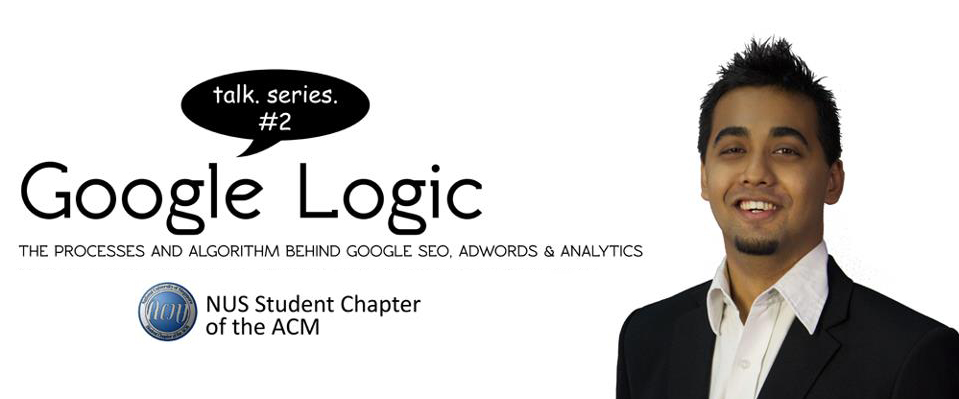 talk. series.
#2
Google Logic
THE PROCESSES AND ALGORITHM BEHIND GOOGLE SEO, ADWORDS & ANALYTICS
NUS Student Chapter
of the ACM